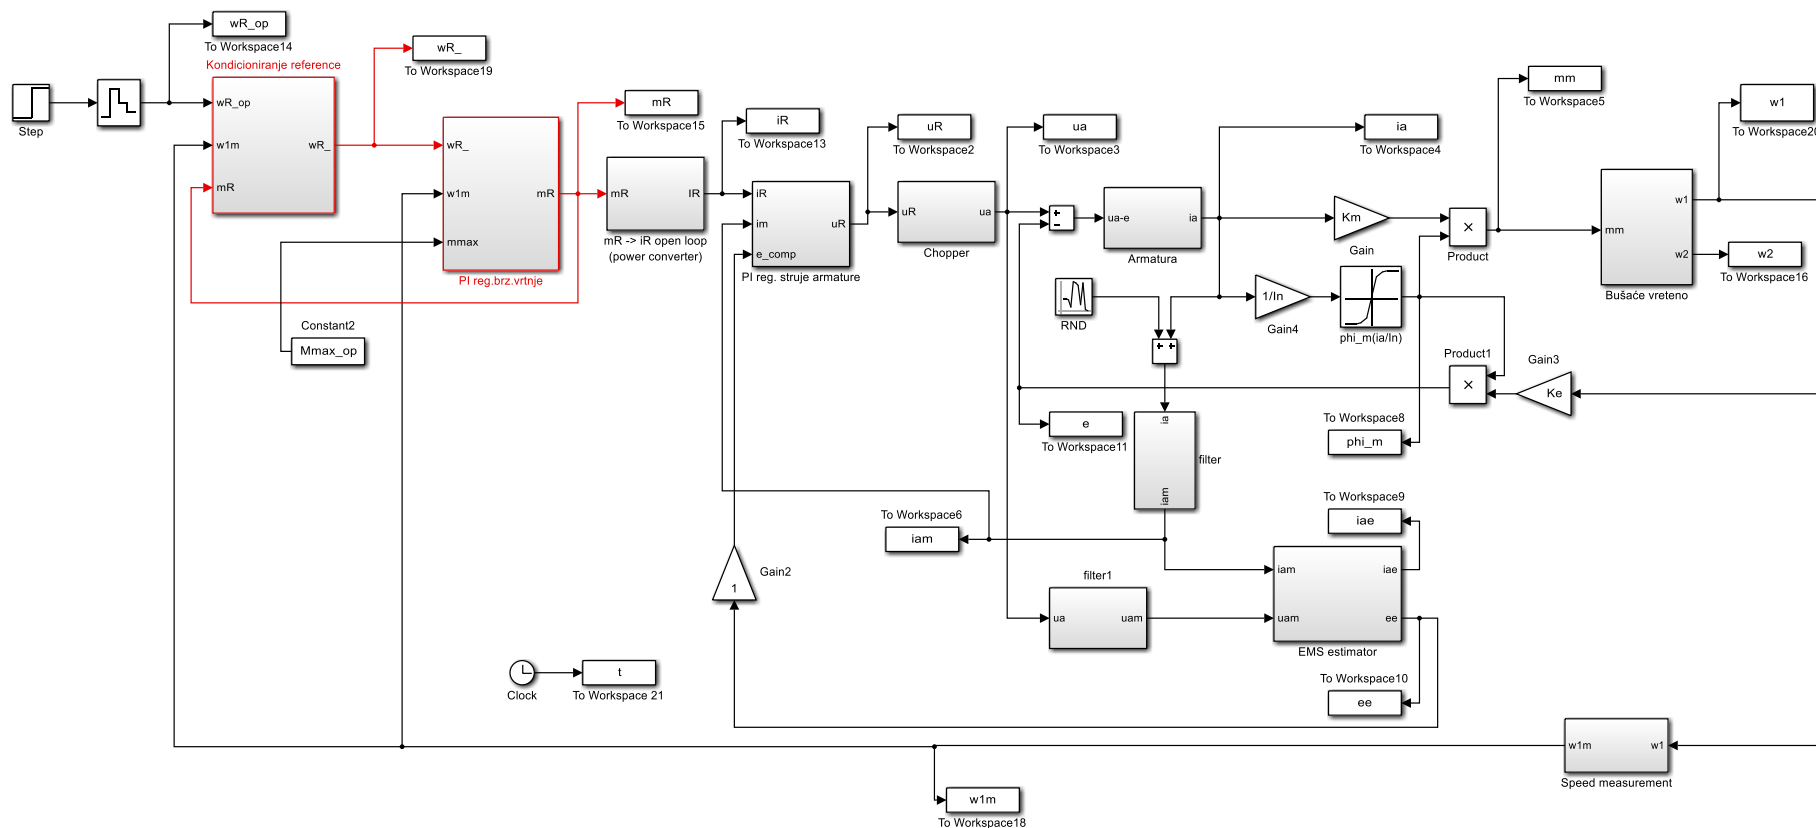 wR_op
To Workspace14
wR_
To Workspace19
Kondicioniranje reference
wR_op
w1m
mR
wR_
Step
mR
To Workspace15
wR_
w1m
mmax
mR
PI reg.brz.vrtnje
iR
To Workspace13
mR
IR
mR -> iR open loop
(power converter)
uR
To Workspace2
iR
im
e_comp
uR
PI reg. struje armature
uR
ua
Chopper
ua
To Workspace3
ia
To Workspace4
+
−
ua-e
ia
Armatura
Km
Gain
×
Product
mm
To Workspace5
mm
w1
w2
Bušaće vreteno
w1
To Workspace20
w2
To Workspace16
RND
1/In
Gain4
phi_m(ia/In)
+ +
Constant2
Mmax_op
Product1
×
Gain3
Ke
e
To Workspace11
ia
iam
filter
To Workspace8
phi_m
To Workspace6
iam
To Workspace9
iae
Gain2
1
filter1
ua
uam
iam
uam
iae
ee
EMS estimator
Clock
t
To Workspace 21
To Workspace10
ee
w1m
w1
Speed measurement
w1m
To Workspace18